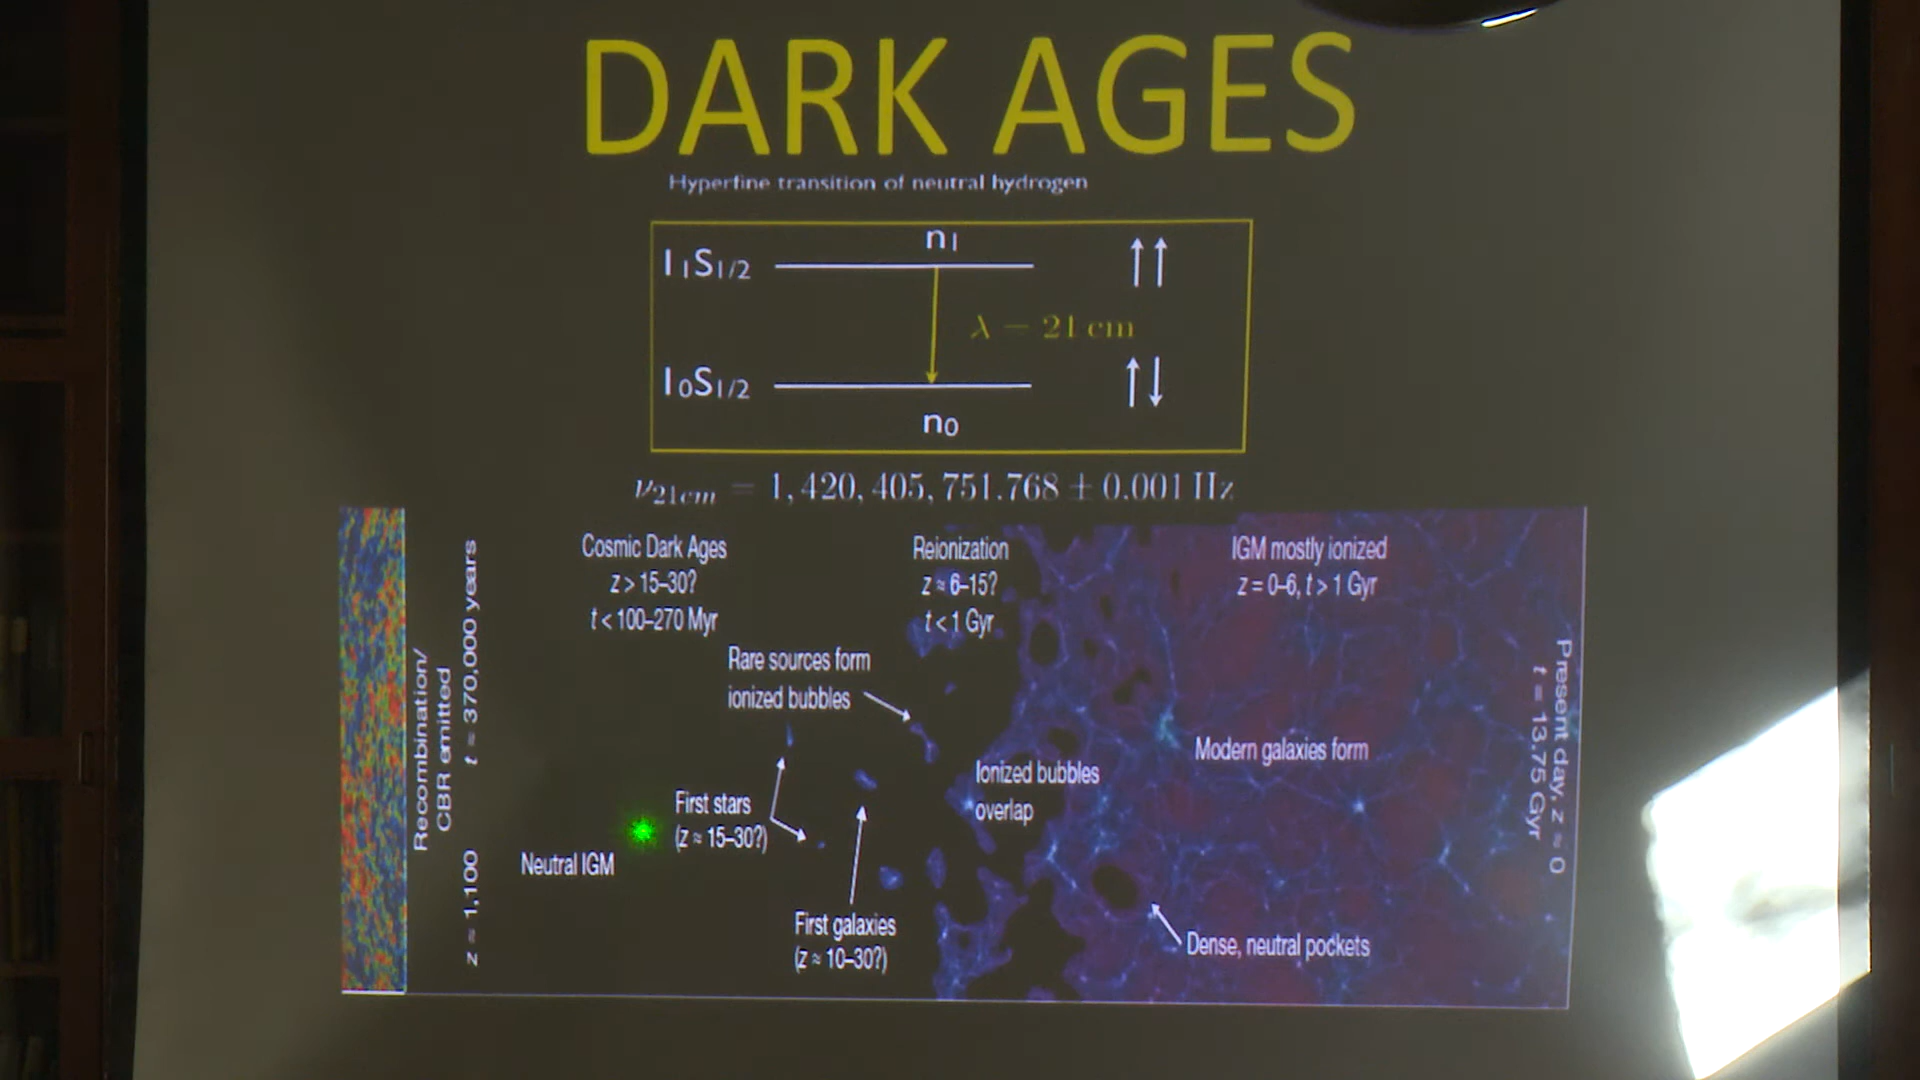 DARK AGES
Hyperfine transition of neutral hydrogen
n1
1 1S1/2
↑↑
λ = 21 cm
1 0S1/2
↑↓
n0
ν21cm = 1,420,405,751.768 ± 0.001 Hz
Cosmic Dark Ages
z > 15–30?
t < 100–270 Myr
Reionization
z ≈ 6–15?
t < 1 Gyr
IGM mostly ionized
z = 0–6, t > 1 Gyr
Recombination/
CBR emitted
z ≈ 1,100 t ≈ 370,000 years
Rare sources form
ionized bubbles
First stars
(z ≈ 15–30?)
Neutral IGM
First galaxies
(z ≈ 10–30?)
Ionized bubbles
overlap
Modern galaxies form
Dense, neutral pockets
Present day, z ≈ 0
t = 13.75 Gyr